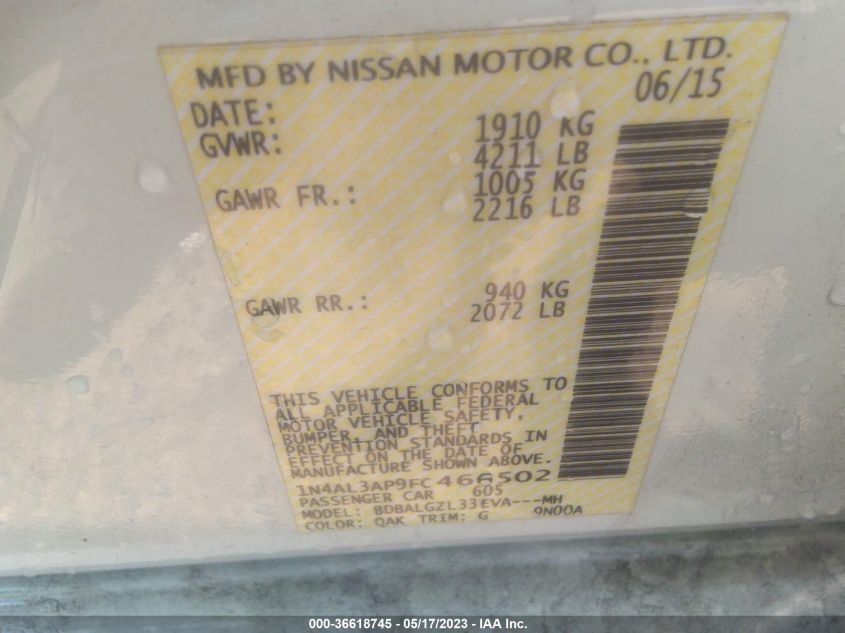 MFD BY NISSAN MOTOR CO., LTD.
DATE: 06/15
GVWR: 1910 KG
4211 LB
GAWR FR.: 1005 KG
2216 LB
GAWR RR.: 940 KG
2072 LB
THIS VEHICLE CONFORMS TO
ALL APPLICABLE FEDERAL
MOTOR VEHICLE SAFETY,
BUMPER, AND THEFT
PREVENTION STANDARDS IN
EFFECT ON THE DATE OF
MANUFACTURE SHOWN ABOVE.
1N4AL3AP9FC466502
PASSENGER CAR 605
MODEL: BDBALGZL33EVA---MH
COLOR: QAK TRIM: G 9N00A
000-36618745 - 05/17/2023 - IAA Inc.